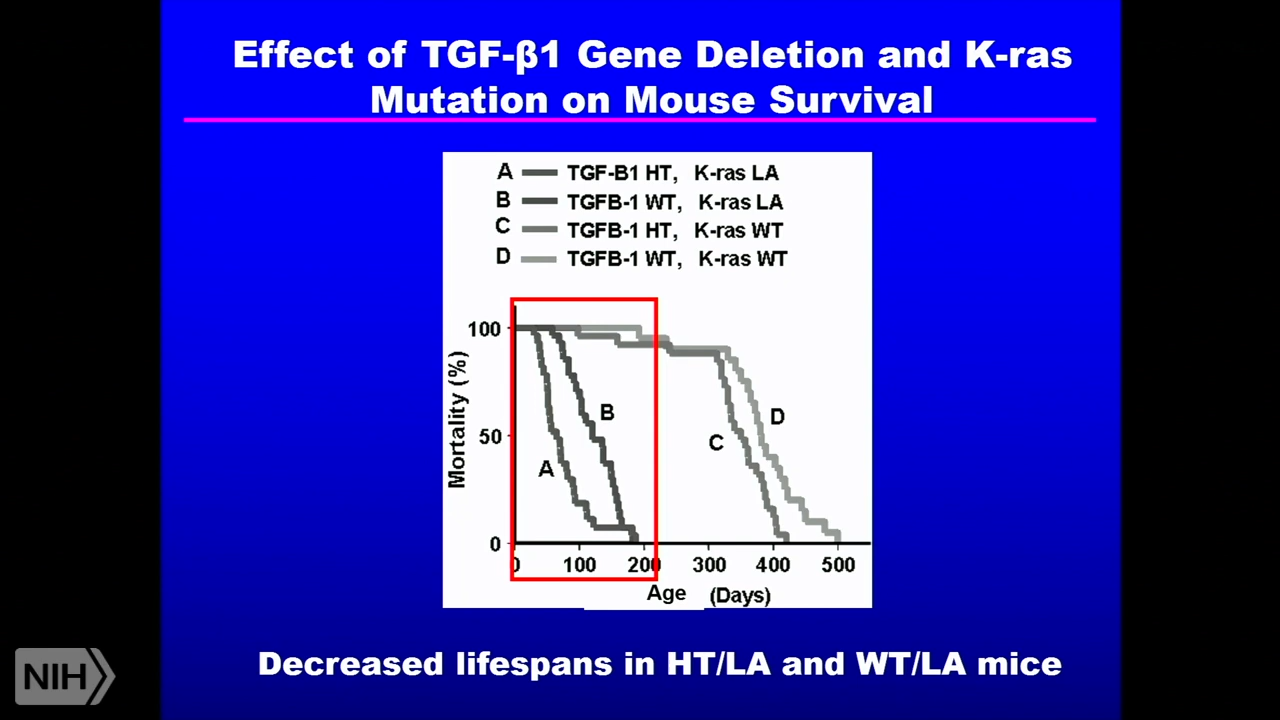 Effect of TGF-β1 Gene Deletion and K-ras
Mutation on Mouse Survival
A TGF-B1 HT, K-ras LA
B TGFB-1 WT, K-ras LA
C TGFB-1 HT, K-ras WT
D TGFB-1 WT, K-ras WT
Mortality (%)
100
50
0
A
B
C
D
0 100 200 300 400 500
Age (Days)
Decreased lifespans in HT/LA and WT/LA mice
NIH